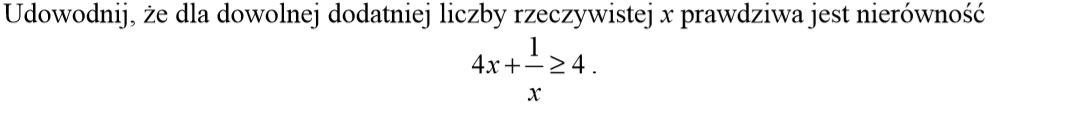 Udowodnij, że dla dowolnej dodatniej liczby rzeczywistej x prawdziwa jest nierówność
4x + 1/x ≥ 4 .